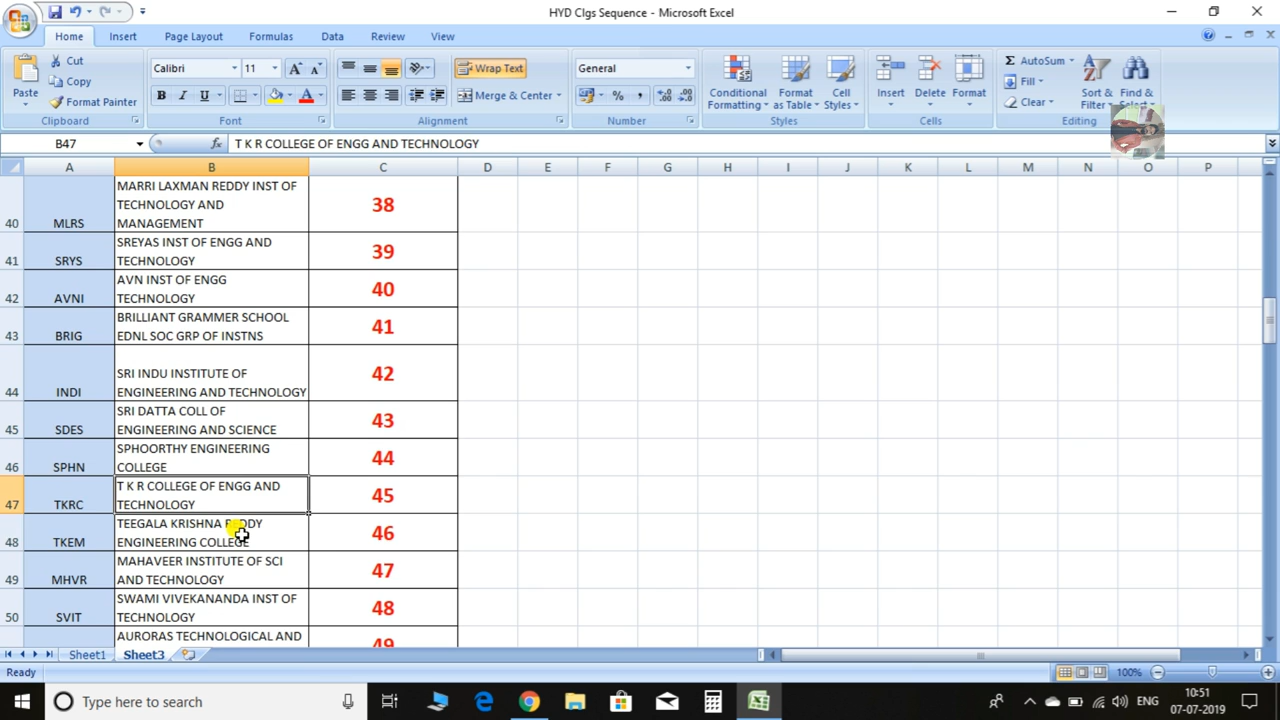 HYD Clgs Sequence - Microsoft Excel
Home Insert Page Layout Formulas Data Review View
Paste
Cut
Copy
Format Painter
Clipboard
Calibri 11
B I U
Font
Wrap Text
Merge & Center
Alignment
General
% ,
Number
Conditional Formatting
Format as Table
Cell Styles
Styles
Insert Delete Format
Cells
Σ AutoSum
Fill
Clear
Sort & Filter
Find & Select
Editing
B47 fx T K R COLLEGE OF ENGG AND TECHNOLOGY
A B C D E F G H I J K L M N O P
MARRI LAXMAN REDDY INST OF
TECHNOLOGY AND 38
40 MLRS MANAGEMENT
SREYAS INST OF ENGG AND 39
41 SRYS TECHNOLOGY
AVN INST OF ENGG 40
42 AVNI TECHNOLOGY
BRILLIANT GRAMMER SCHOOL 41
43 BRIG EDNL SOC GRP OF INSTNS
SRI INDU INSTITUTE OF 42
44 INDI ENGINEERING AND TECHNOLOGY
SRI DATTA COLL OF 43
45 SDES ENGINEERING AND SCIENCE
SPHOORTHY ENGINEERING 44
46 SPHN COLLEGE
T K R COLLEGE OF ENGG AND 45
47 TKRC TECHNOLOGY
TEEGALA KRISHNA REDDY 46
48 TKEM ENGINEERING COLLEGE
MAHAVEER INSTITUTE OF SCI 47
49 MHVR AND TECHNOLOGY
SWAMI VIVEKANANDA INST OF 48
50 SVIT TECHNOLOGY
AURORAS TECHNOLOGICAL AND 49
Sheet1 Sheet3
Ready 100%
Type here to search
ENG
10:51
07-07-2019